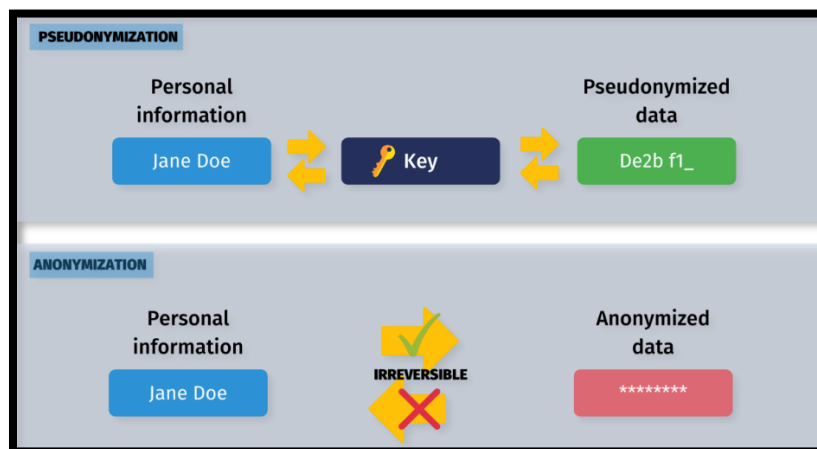 PSEUDONYMIZATION
Personal
information
Pseudonymized
data
Jane Doe
Key
De2b f1_
ANONYMIZATION
Personal
information
Anonymized
data
IRREVERSIBLE
Jane Doe
********